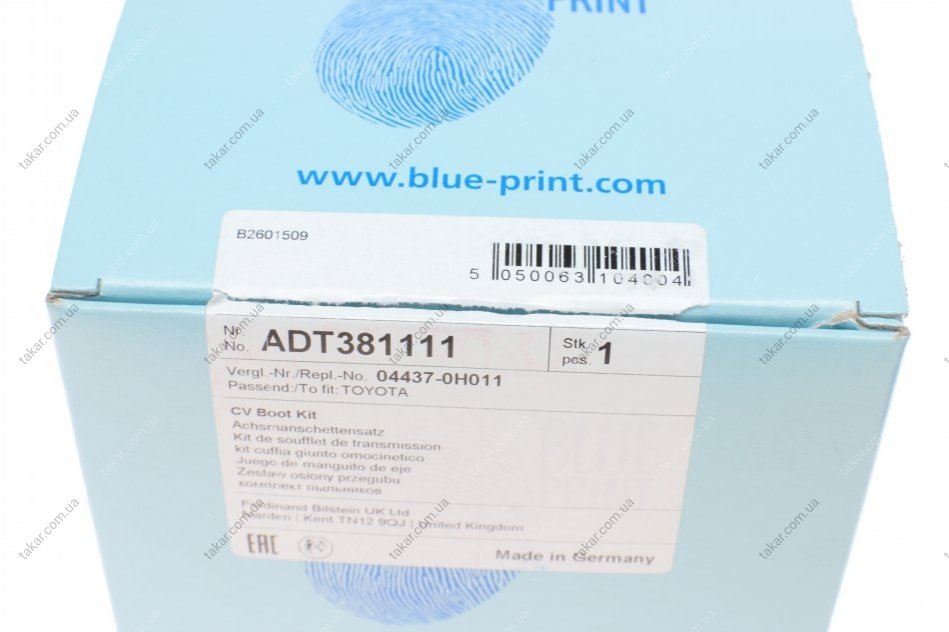 PRINT
www.blue-print.com
B2601509
5 050063 104004
Nr.
No. ADT381111
Stk.
pcs. 1
Vergl.-Nr./Repl.-No. 04437-0H011
Passend:/To fit: TOYOTA
CV Boot Kit
Achsmanschettensatz
Kit de soufflet de transmission
kit cuffia giunto omocinetico
Juego de manguito de eje
Zestaw osłony przegubu
комплект пыльников
Ferdinand Bilstein UK Ltd
Marden | Kent TN12 9QJ | United Kingdom
EAC
Made in Germany
takar.com.ua